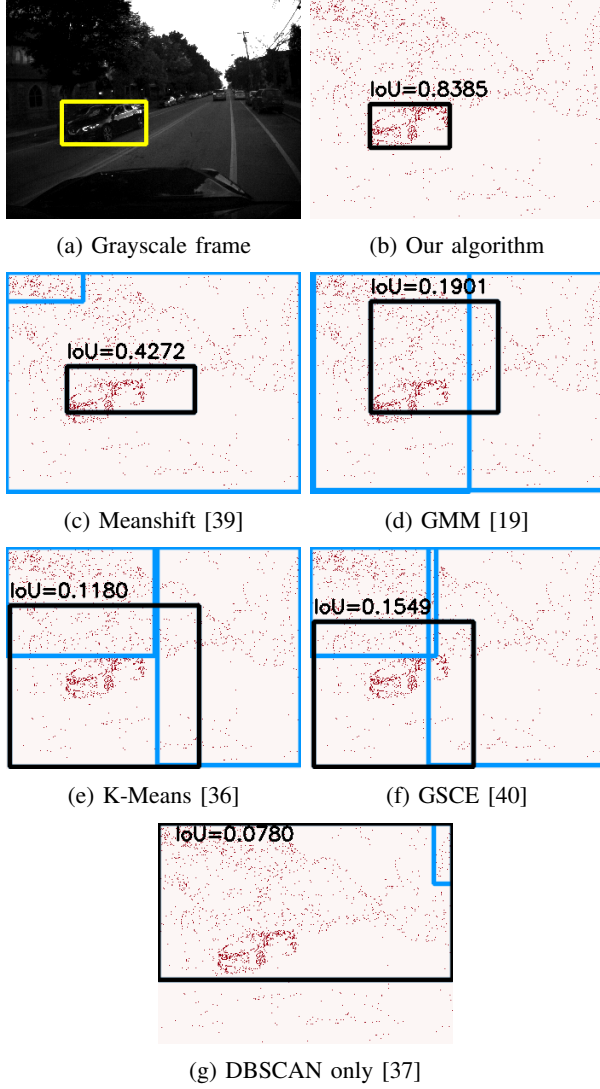 IoU=0.8385
(a) Grayscale frame
(b) Our algorithm
IoU=0.4272
IoU=0.1901
(c) Meanshift [39]
(d) GMM [19]
IoU=0.1180
IoU=0.1549
(e) K-Means [36]
(f) GSCE [40]
IoU=0.0780
(g) DBSCAN only [37]